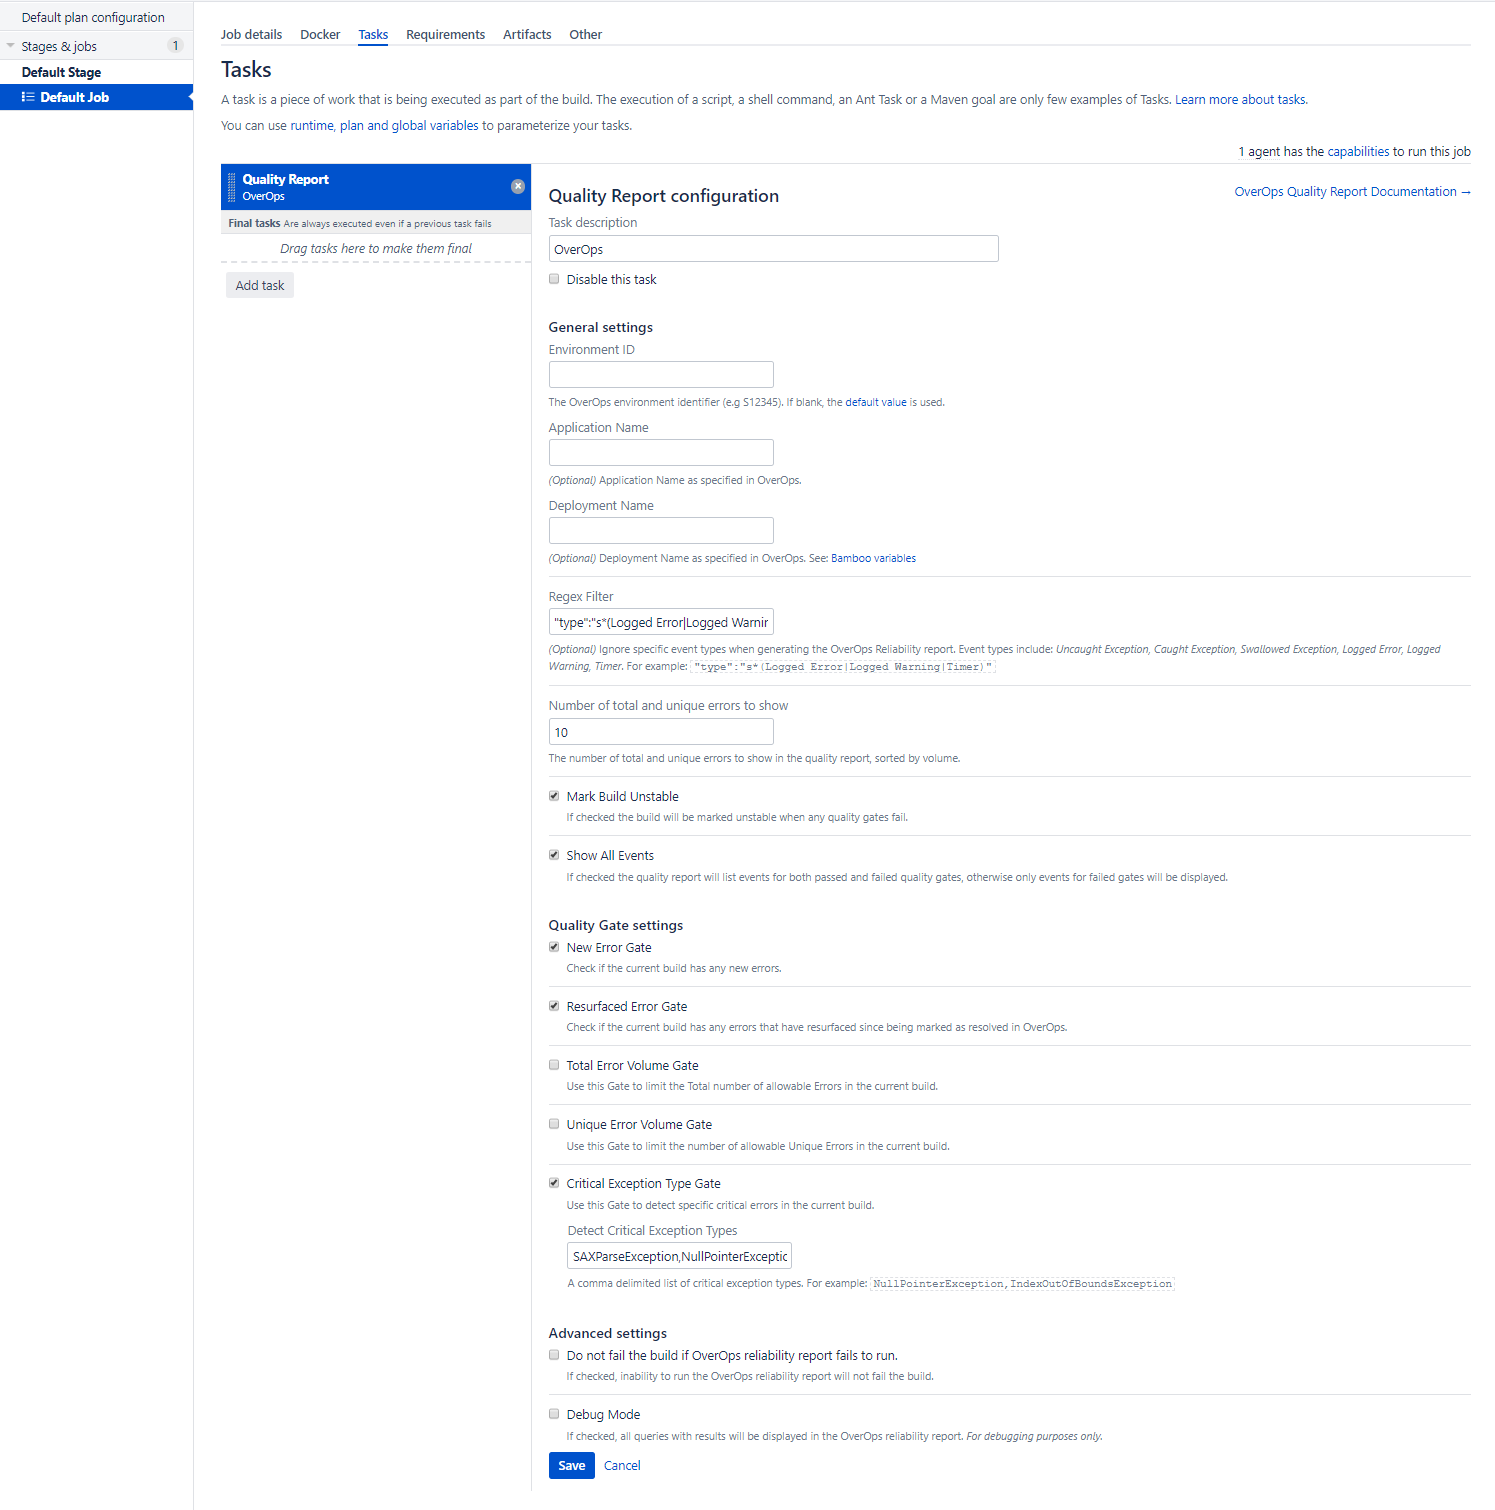 Default plan configuration
Stages & jobs 1
Default Stage
Default Job
Job details Docker Tasks Requirements Artifacts Other
Tasks
A task is a piece of work that is being executed as part of the build. The execution of a script, a shell command, an Ant Task or a Maven goal are only few examples of Tasks. Learn more about tasks.
You can use runtime, plan and global variables to parameterize your tasks.
1 agent has the capabilities to run this job
Quality Report
OverOps
Final tasks Are always executed even if a previous task fails
Drag tasks here to make them final
Add task
Quality Report configuration
OverOps Quality Report Documentation →
Task description
OverOps
Disable this task
General settings
Environment ID
The OverOps environment identifier (e.g S12345). If blank, the default value is used.
Application Name
(Optional) Application Name as specified in OverOps.
Deployment Name
(Optional) Deployment Name as specified in OverOps. See: Bamboo variables
Regex Filter
"type":"s*(Logged Error|Logged Warnir
(Optional) Ignore specific event types when generating the OverOps Reliability report. Event types include: Uncaught Exception, Caught Exception, Swallowed Exception, Logged Error, Logged
Warning, Timer. For example: "type":"s*(Logged Error|Logged Warning|Timer)"
Number of total and unique errors to show
10
The number of total and unique errors to show in the quality report, sorted by volume.
Mark Build Unstable
If checked the build will be marked unstable when any quality gates fail.
Show All Events
If checked the quality report will list events for both passed and failed quality gates, otherwise only events for failed gates will be displayed.
Quality Gate settings
New Error Gate
Check if the current build has any new errors.
Resurfaced Error Gate
Check if the current build has any errors that have resurfaced since being marked as resolved in OverOps.
Total Error Volume Gate
Use this Gate to limit the Total number of allowable Errors in the current build.
Unique Error Volume Gate
Use this Gate to limit the number of allowable Unique Errors in the current build.
Critical Exception Type Gate
Use this Gate to detect specific critical errors in the current build.
Detect Critical Exception Types
SAXParseException,NullPointerExceptic
A comma delimited list of critical exception types. For example: NullPointerException,IndexOutOfBoundsException
Advanced settings
Do not fail the build if OverOps reliability report fails to run.
If checked, inability to run the OverOps reliability report will not fail the build.
Debug Mode
If checked, all queries with results will be displayed in the OverOps reliability report. For debugging purposes only.
Save Cancel